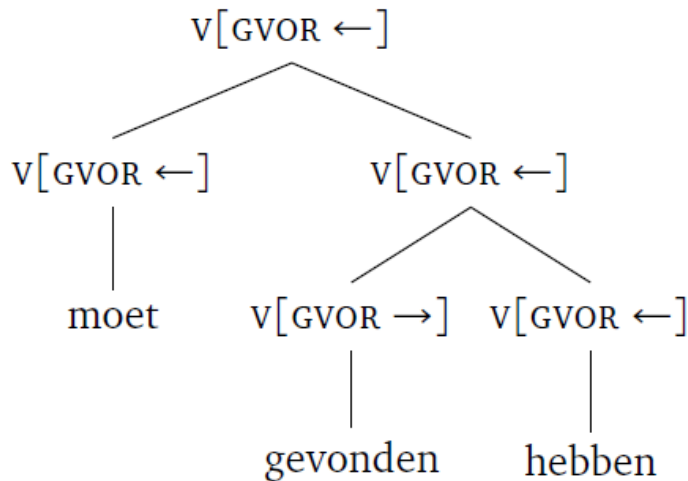 V[GVOR ←]
V[GVOR ←] V[GVOR ←]
moet V[GVOR →] V[GVOR ←]
gevonden hebben